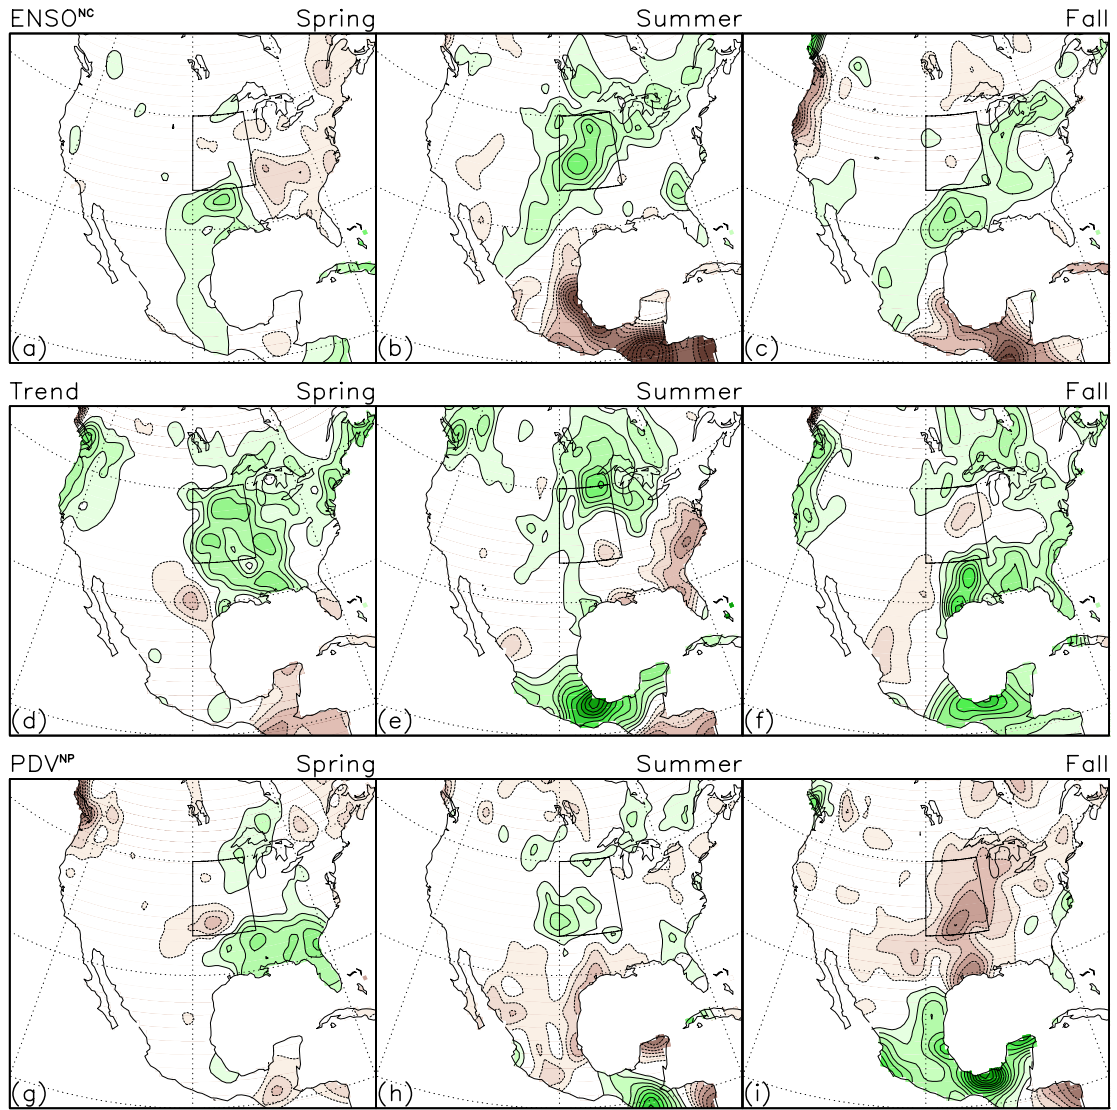 ENSO^NC Spring Summer Fall
(a) (b) (c)
Trend Spring Summer Fall
(d) (e) (f)
PDV^NP Spring Summer Fall
(g) (h) (i)